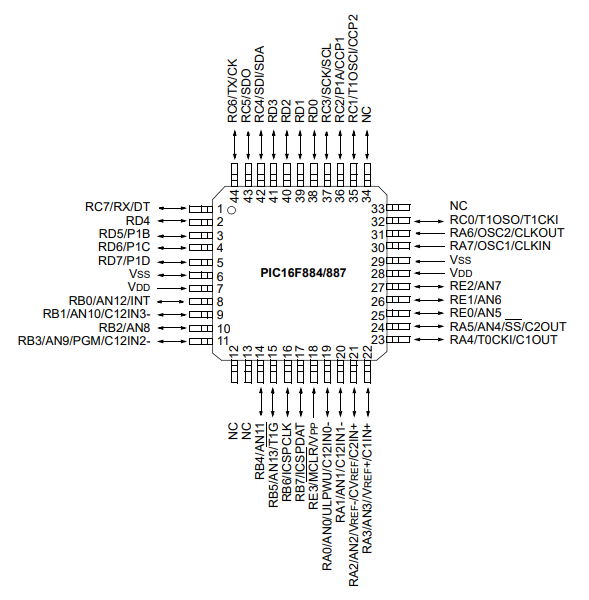 RC6/TX/CK
RC5/SDO
RC4/SDI/SDA
RD3
RD2
RD1
RD0
RC3/SCK/SCL
RC2/P1A/CCP1
RC1/T1OSCI/CCP2
NC
44
43
42
41
40
39
38
37
36
35
34
RC7/RX/DT
1
RD4
2
RD5/P1B
3
RD6/P1C
4
RD7/P1D
5
VSS
6
VDD
7
RB0/AN12/INT
8
RB1/AN10/C12IN3-
9
RB2/AN8
10
RB3/AN9/PGM/C12IN2-
11
PIC16F884/887
33
NC
32
RC0/T1OSO/T1CKI
31
RA6/OSC2/CLKOUT
30
RA7/OSC1/CLKIN
29
VSS
28
VDD
27
RE2/AN7
26
RE1/AN6
25
RE0/AN5
24
RA5/AN4/SS/C2OUT
23
RA4/T0CKI/C1OUT
12
13
14
15
16
17
18
19
20
21
22
NC
NC
RB4/AN11
RB5/AN13/T1G
RB6/ICSPCLK
RB7/ICSPDAT
RE3/MCLR/VPP
RA0/AN0/ULPWU/C12IN0-
RA1/AN1/C12IN1-
RA2/AN2/VREF-/CVREF/C2IN+
RA3/AN3/VREF+/C1IN+